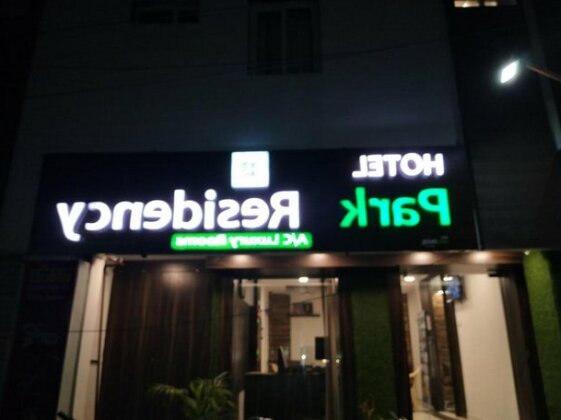 HOTEL
Park Residency
A/C Luxury Rooms